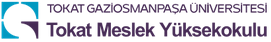 TOKAT GAZİOSMANPAŞA ÜNİVERSİTESİ
Tokat Meslek Yüksekokulu